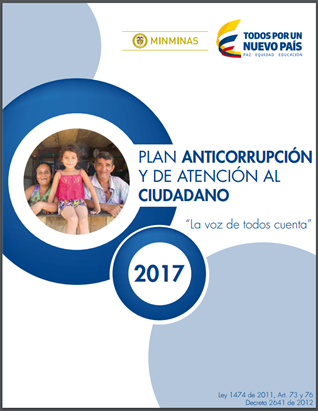 MINMINAS
TODOS POR UN
NUEVO PAÍS
PAZ EQUIDAD EDUCACIÓN
PLAN ANTICORRUPCIÓN
Y DE ATENCIÓN AL
CIUDADANO
“La voz de todos cuenta”
2017
Ley 1474 de 2011, Art. 73 y 76
Decreto 2641 de 2012